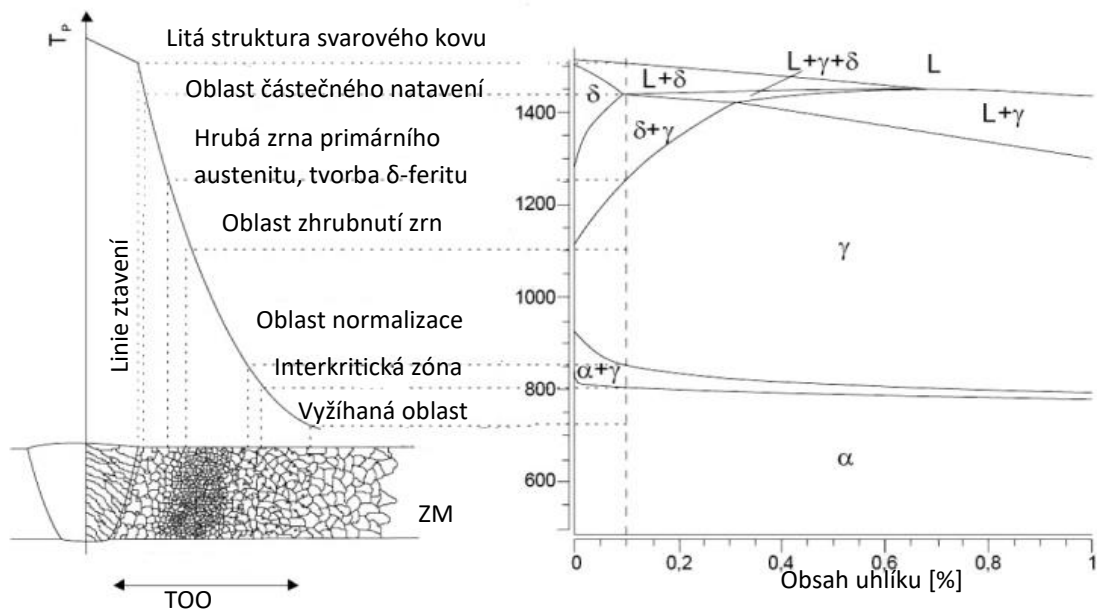 Tₚ
Litá struktura svarového kovu
Oblast částečného natavení
Hrubá zrna primárního
austenitu, tvorba δ-feritu
Oblast zhrubnutí zrn
Linie ztavení
Oblast normalizace
Interkritická zóna
Vyžíhaná oblast
ZM
TOO
L+γ+δ
L
L+δ
δ
L+γ
δ+γ
γ
α+γ
α
1400
1200
1000
800
600
0
0,2
0,4
0,6
0,8
1
Obsah uhlíku [%]